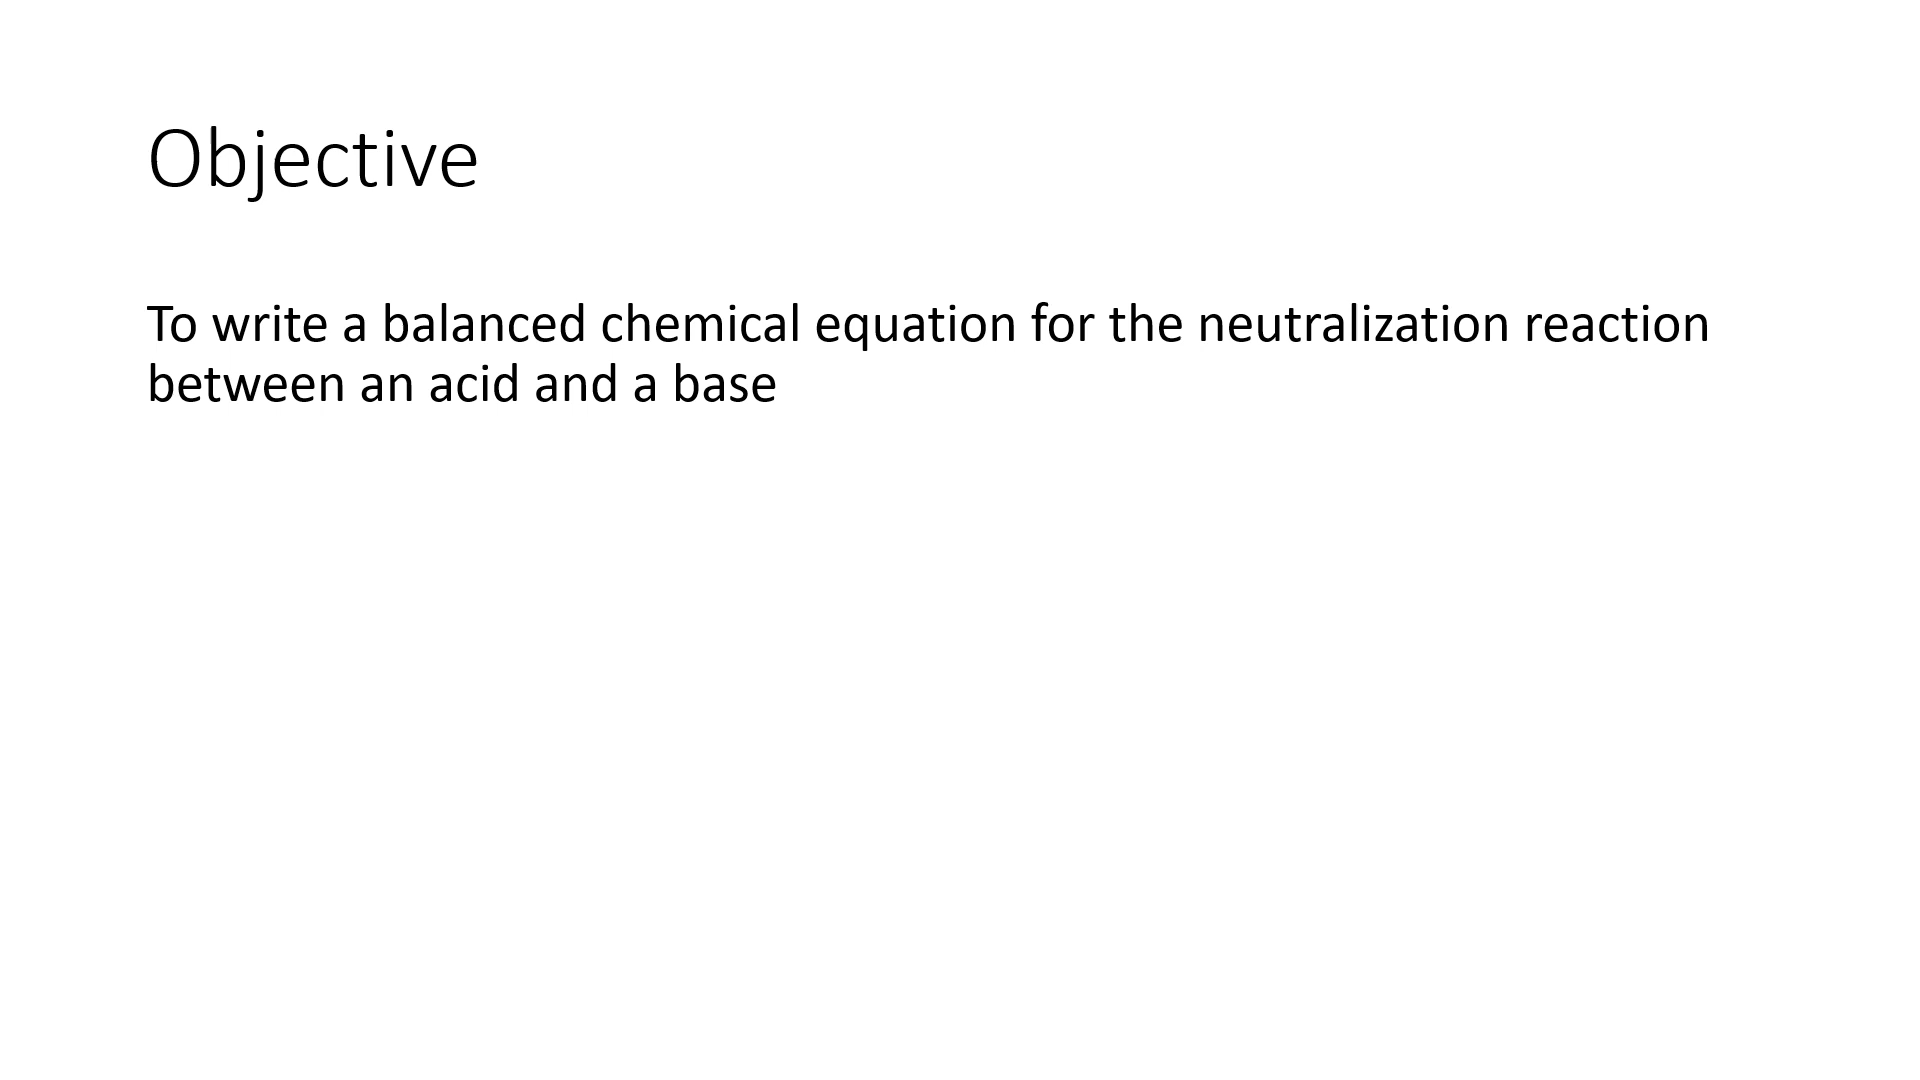 Objective
To write a balanced chemical equation for the neutralization reaction
between an acid and a base